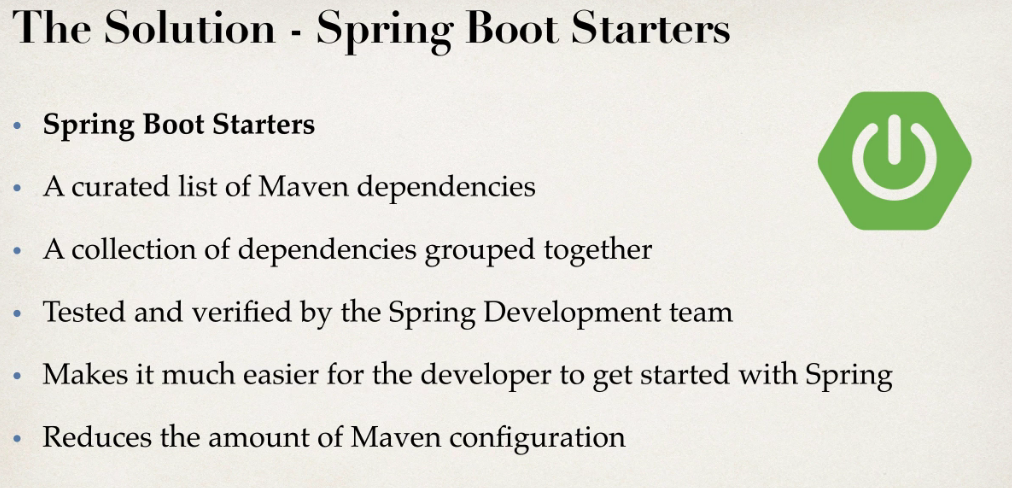 The Solution - Spring Boot Starters
• Spring Boot Starters
• A curated list of Maven dependencies
• A collection of dependencies grouped together
• Tested and verified by the Spring Development team
• Makes it much easier for the developer to get started with Spring
• Reduces the amount of Maven configuration